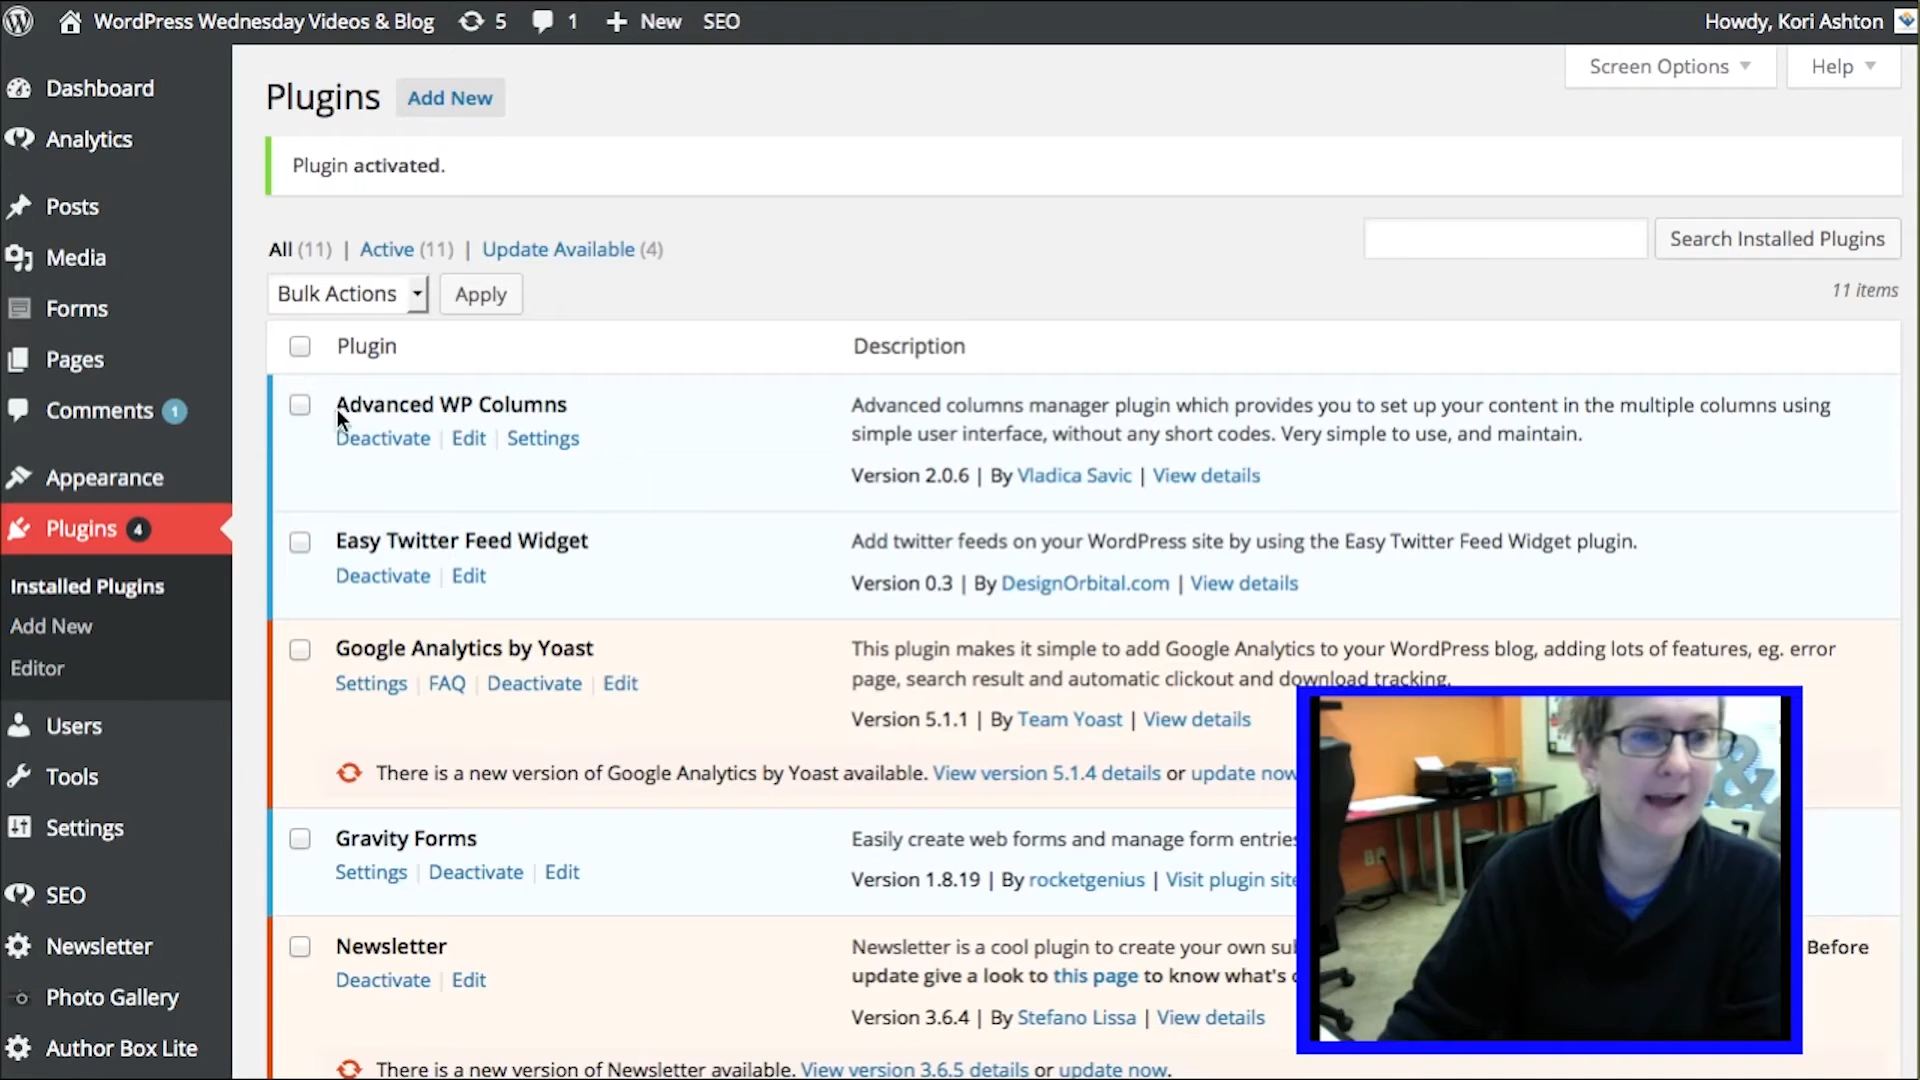 WordPress Wednesday Videos & Blog 5 1 New SEO Howdy, Kori Ashton
Screen Options Help
Dashboard
Analytics
Posts
Media
Forms
Pages
Comments 1
Appearance
Plugins 4
Installed Plugins
Add New
Editor
Users
Tools
Settings
SEO
Newsletter
Photo Gallery
Author Box Lite
Plugins Add New
Plugin activated.
All (11) | Active (11) | Update Available (4)
Search Installed Plugins
Bulk Actions Apply
11 items
Plugin Description
Advanced WP Columns
Deactivate | Edit | Settings
Advanced columns manager plugin which provides you to set up your content in the multiple columns using
simple user interface, without any short codes. Very simple to use, and maintain.
Version 2.0.6 | By Vladica Savic | View details
Easy Twitter Feed Widget
Deactivate | Edit
Add twitter feeds on your WordPress site by using the Easy Twitter Feed Widget plugin.
Version 0.3 | By DesignOrbital.com | View details
Google Analytics by Yoast
Settings | FAQ | Deactivate | Edit
This plugin makes it simple to add Google Analytics to your WordPress blog, adding lots of features, eg. error
page, search result and automatic clickout and download tracking.
Version 5.1.1 | By Team Yoast | View details
There is a new version of Google Analytics by Yoast available. View version 5.1.4 details or update now
Gravity Forms
Settings | Deactivate | Edit
Easily create web forms and manage form entries
Version 1.8.19 | By rocketgenius | Visit plugin site
Newsletter
Deactivate | Edit
Newsletter is a cool plugin to create your own Before
update give a look to this page to know what's
Version 3.6.4 | By Stefano Lissa | View details
There is a new version of Newsletter available. View version 3.6.5 details or update now.
&